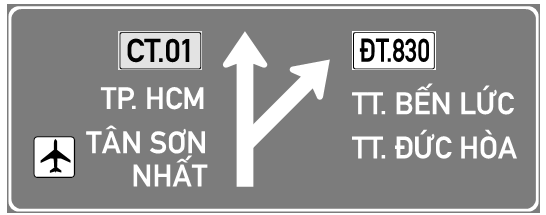 CT.01
TP. HCM
TÂN SƠN
NHẤT
ĐT.830
TT. BẾN LỨC
TT. ĐỨC HÒA